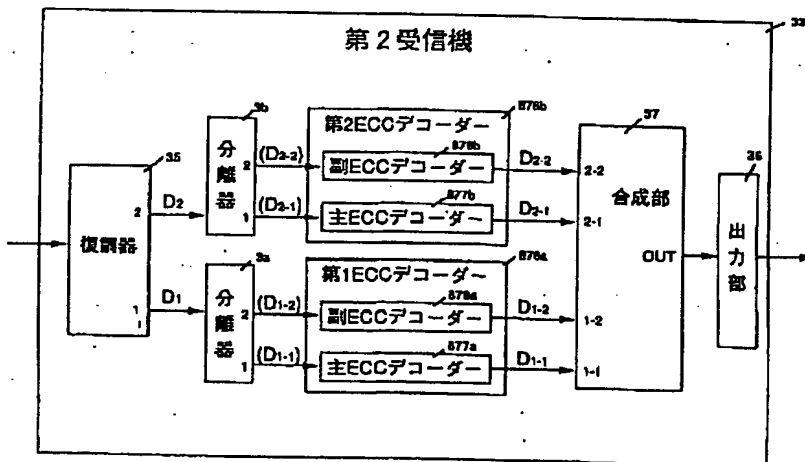 第2受信機
33
35
復調器
2
1
D2
D1
3b
分離器
2
1
(D2-2)
(D2-1)
3a
分離器
2
1
(D1-2)
(D1-1)
876b
第2ECCデコーダー
878b
副ECCデコーダー
877b
主ECCデコーダー
876a
第1ECCデコーダー
878a
副ECCデコーダー
877a
主ECCデコーダー
D2-2
D2-1
D1-2
D1-1
37
合成部
2-2
2-1
OUT
1-2
1-1
36
出力部